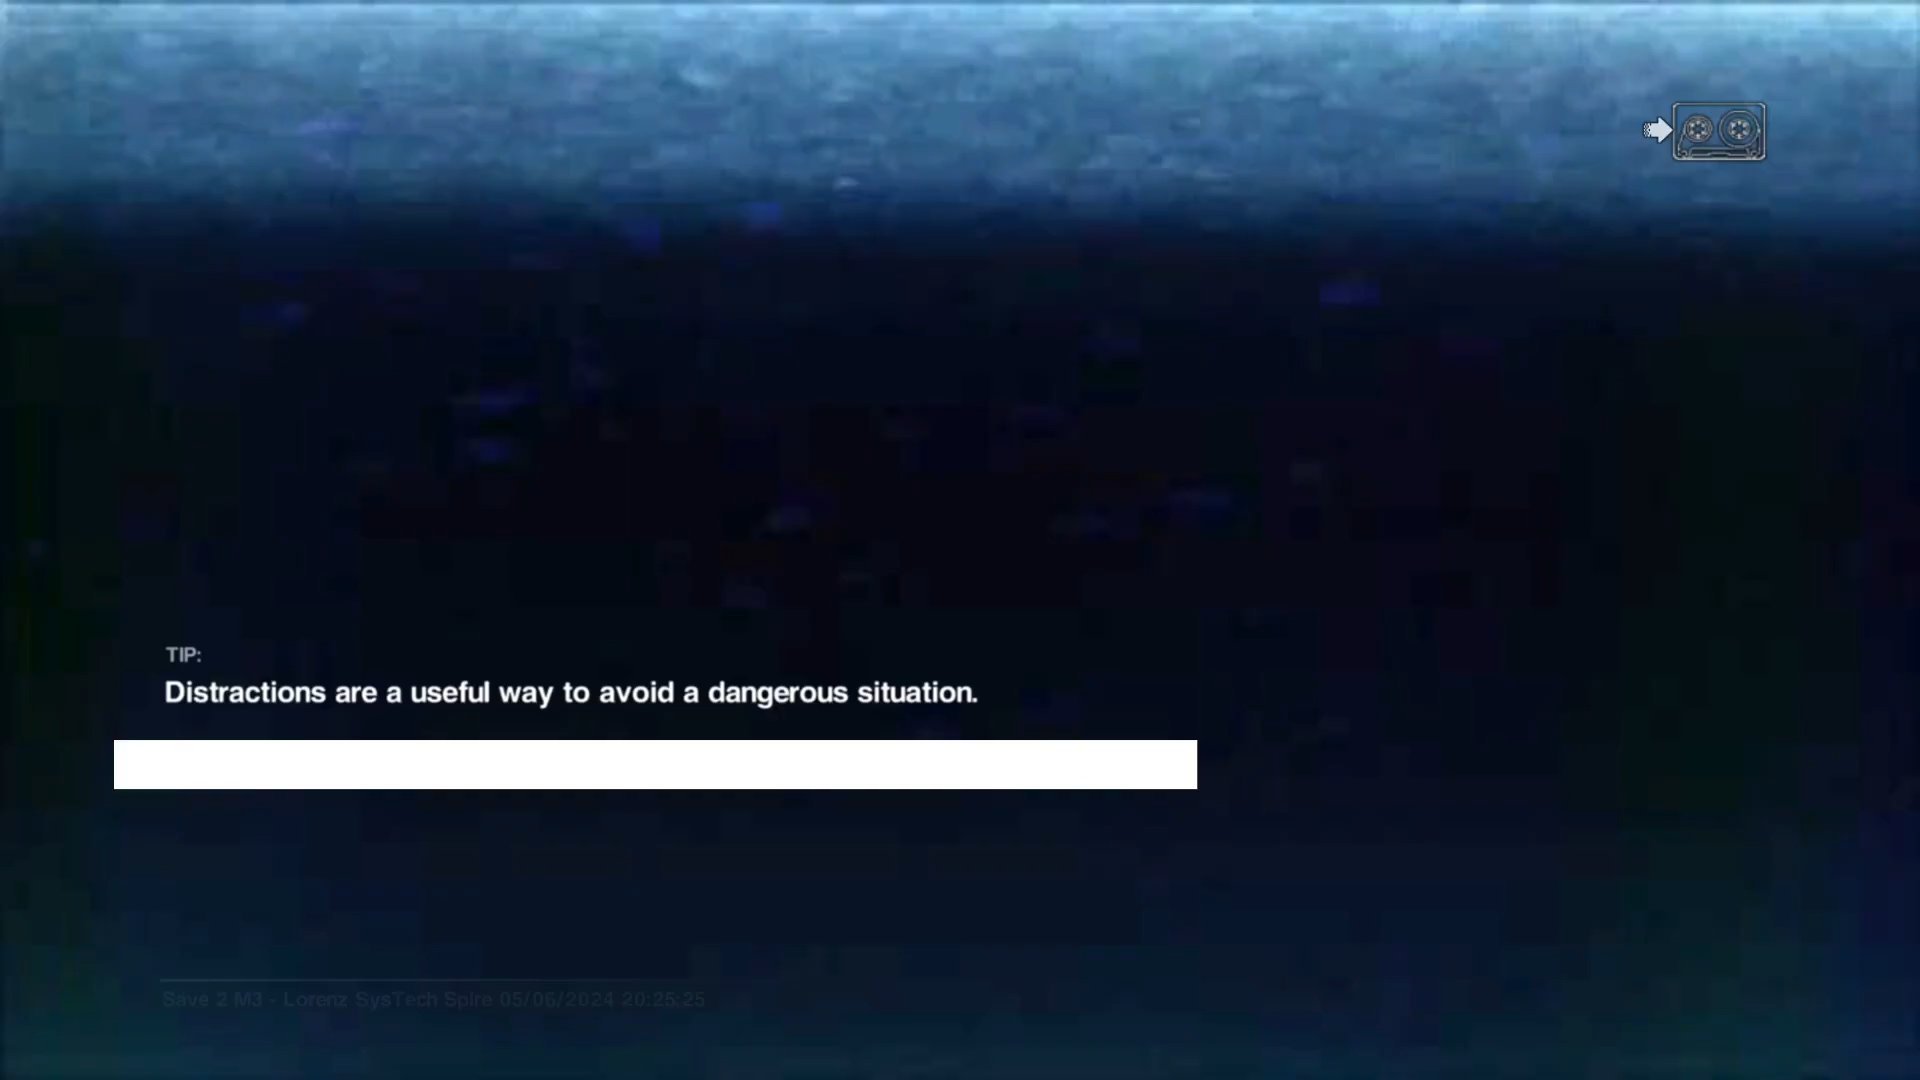 TIP:
Distractions are a useful way to avoid a dangerous situation.
Save 2 M3 - Lorenz SysTech Spire 05/06/2024 20:25:25